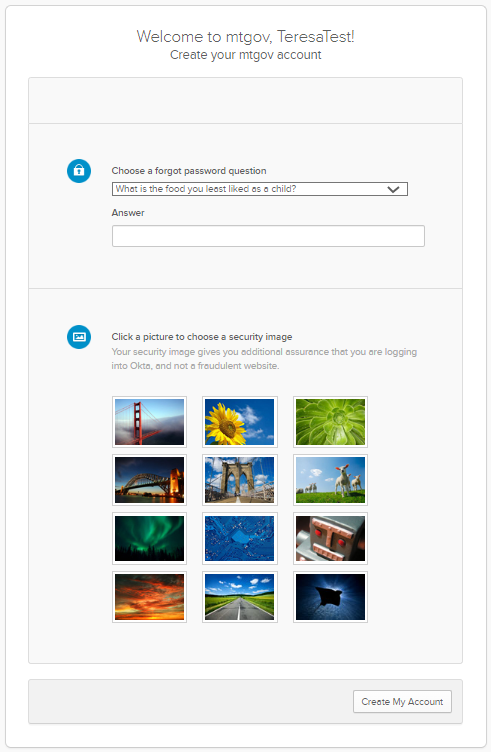 Welcome to mtgov, TeresaTest!
Create your mtgov account
Choose a forgot password question
What is the food you least liked as a child?
Answer
Click a picture to choose a security image
Your security image gives you additional assurance that you are logging
into Okta, and not a fraudulent website.
Create My Account